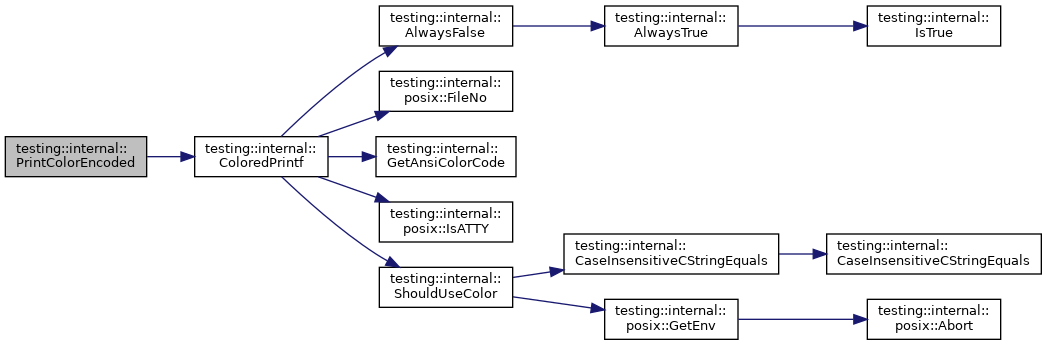 testing::internal::
PrintColorEncoded
testing::internal::
ColoredPrintf
testing::internal::
AlwaysFalse
testing::internal::
AlwaysTrue
testing::internal::
IsTrue
testing::internal::
posix::FileNo
testing::internal::
GetAnsiColorCode
testing::internal::
posix::IsATTY
testing::internal::
ShouldUseColor
testing::internal::
CaseInsensitiveCStringEquals
testing::internal::
CaseInsensitiveCStringEquals
testing::internal::
posix::GetEnv
testing::internal::
posix::Abort